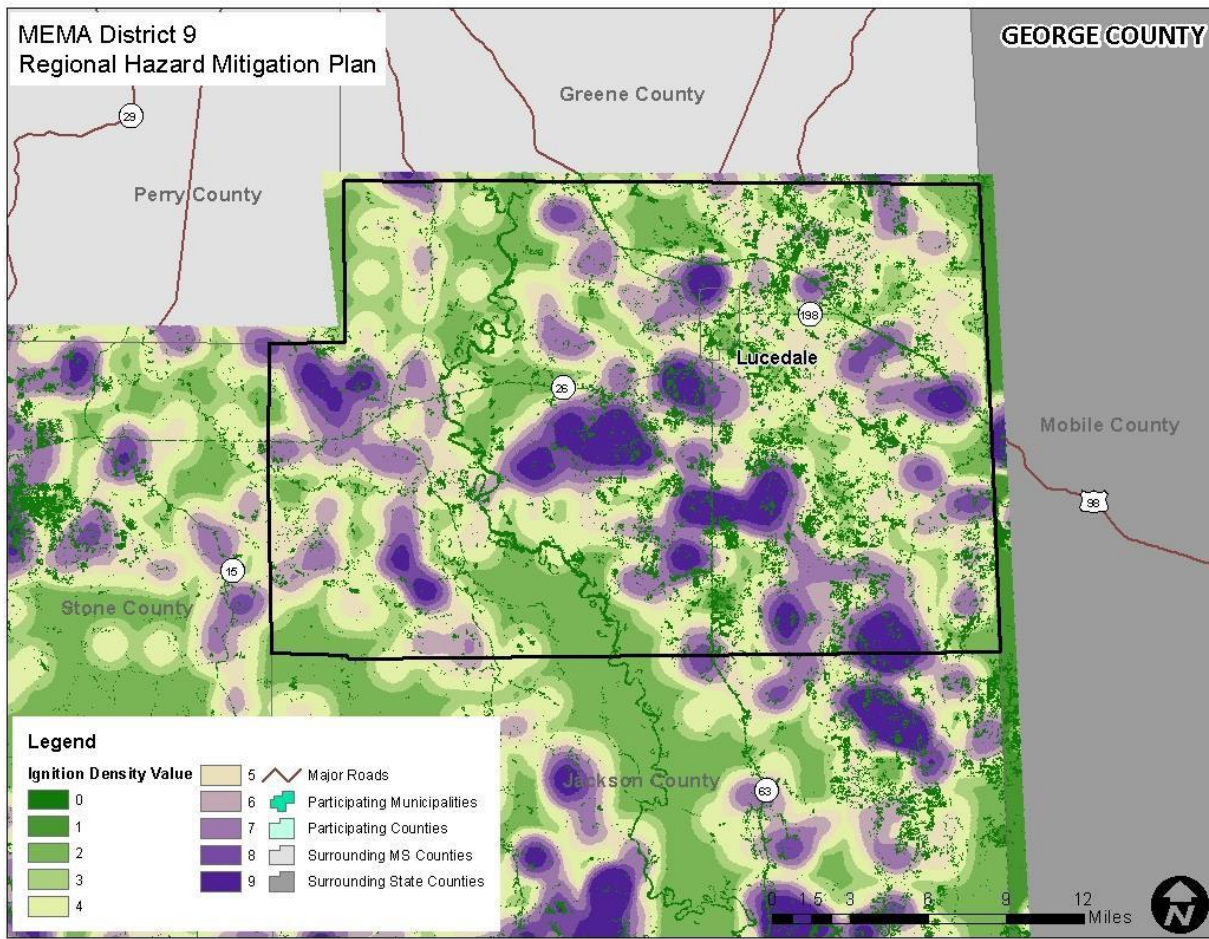 MEMA District 9
Regional Hazard Mitigation Plan
GEORGE COUNTY
Greene County
29
Perry County
198
Lucedale
26
Mobile County
98
15
Stone County
Jackson County
63
Legend
Ignition Density Value
0
1
2
3
4
5
6
7
8
9
Major Roads
Participating Municipalities
Participating Counties
Surrounding MS Counties
Surrounding State Counties
0 1.5 3 6 9 12
Miles
N